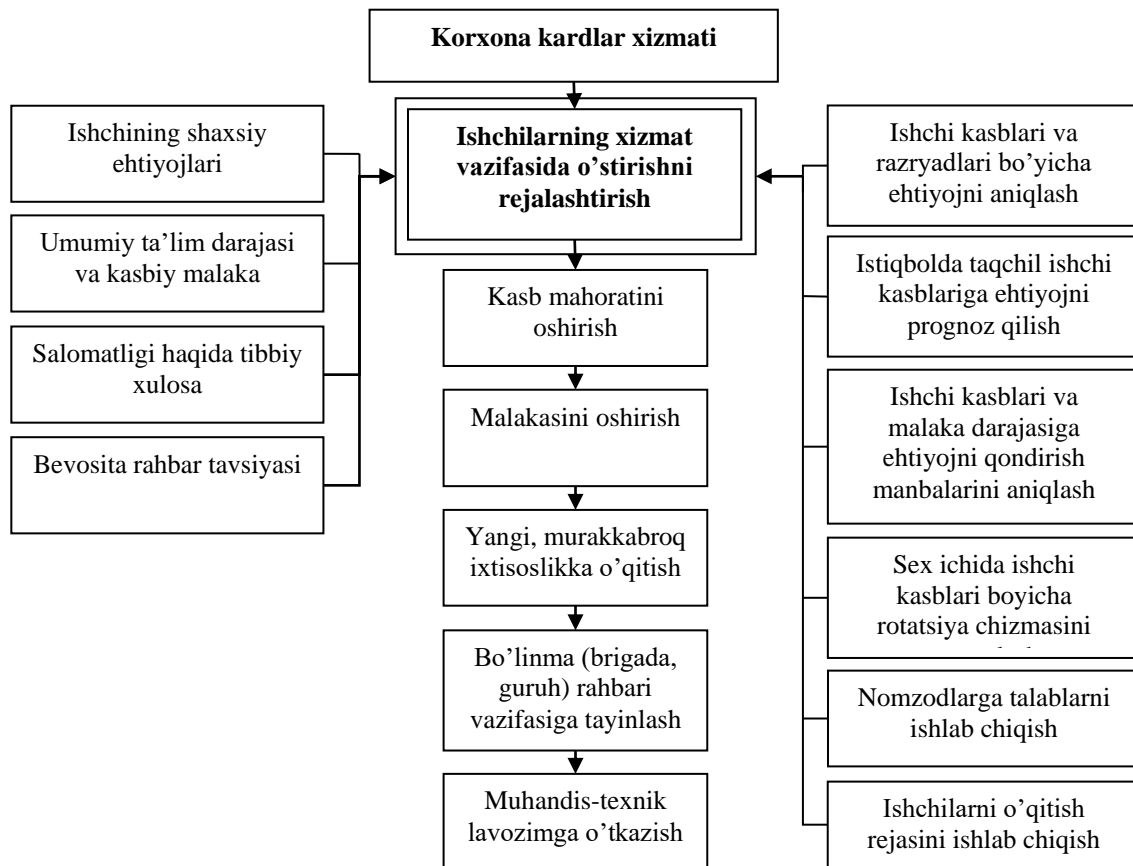 Korxona kardlar xizmati
Ishchilarning xizmat
vazifasida o’stirishni
rejalashtirish
Ishchining shaxsiy
ehtiyojlari
Umumiy ta’lim darajasi
va kasbiy malaka
Salomatligi haqida tibbiy
xulosa
Bevosita rahbar tavsiyasi
Kasb mahoratini
oshirish
Malakasini oshirish
Yangi, murakkabroq
ixtisoslikka o’qitish
Bo’linma (brigada,
guruh) rahbari
vazifasiga tayinlash
Muhandis-texnik
lavozimga o’tkazish
Ishchi kasblari va
razryadlari bo’yicha
ehtiyojni aniqlash
Istiqbolda taqchil ishchi
kasblariga ehtiyojni
prognoz qilish
Ishchi kasblari va
malaka darajasiga
ehtiyojni qondirish
manbalarini aniqlash
Sex ichida ishchi
kasblari boyicha
rotatsiya chizmasini
Nomzodlarga talablarni
ishlab chiqish
Ishchilarni o’qitish
rejasini ishlab chiqish